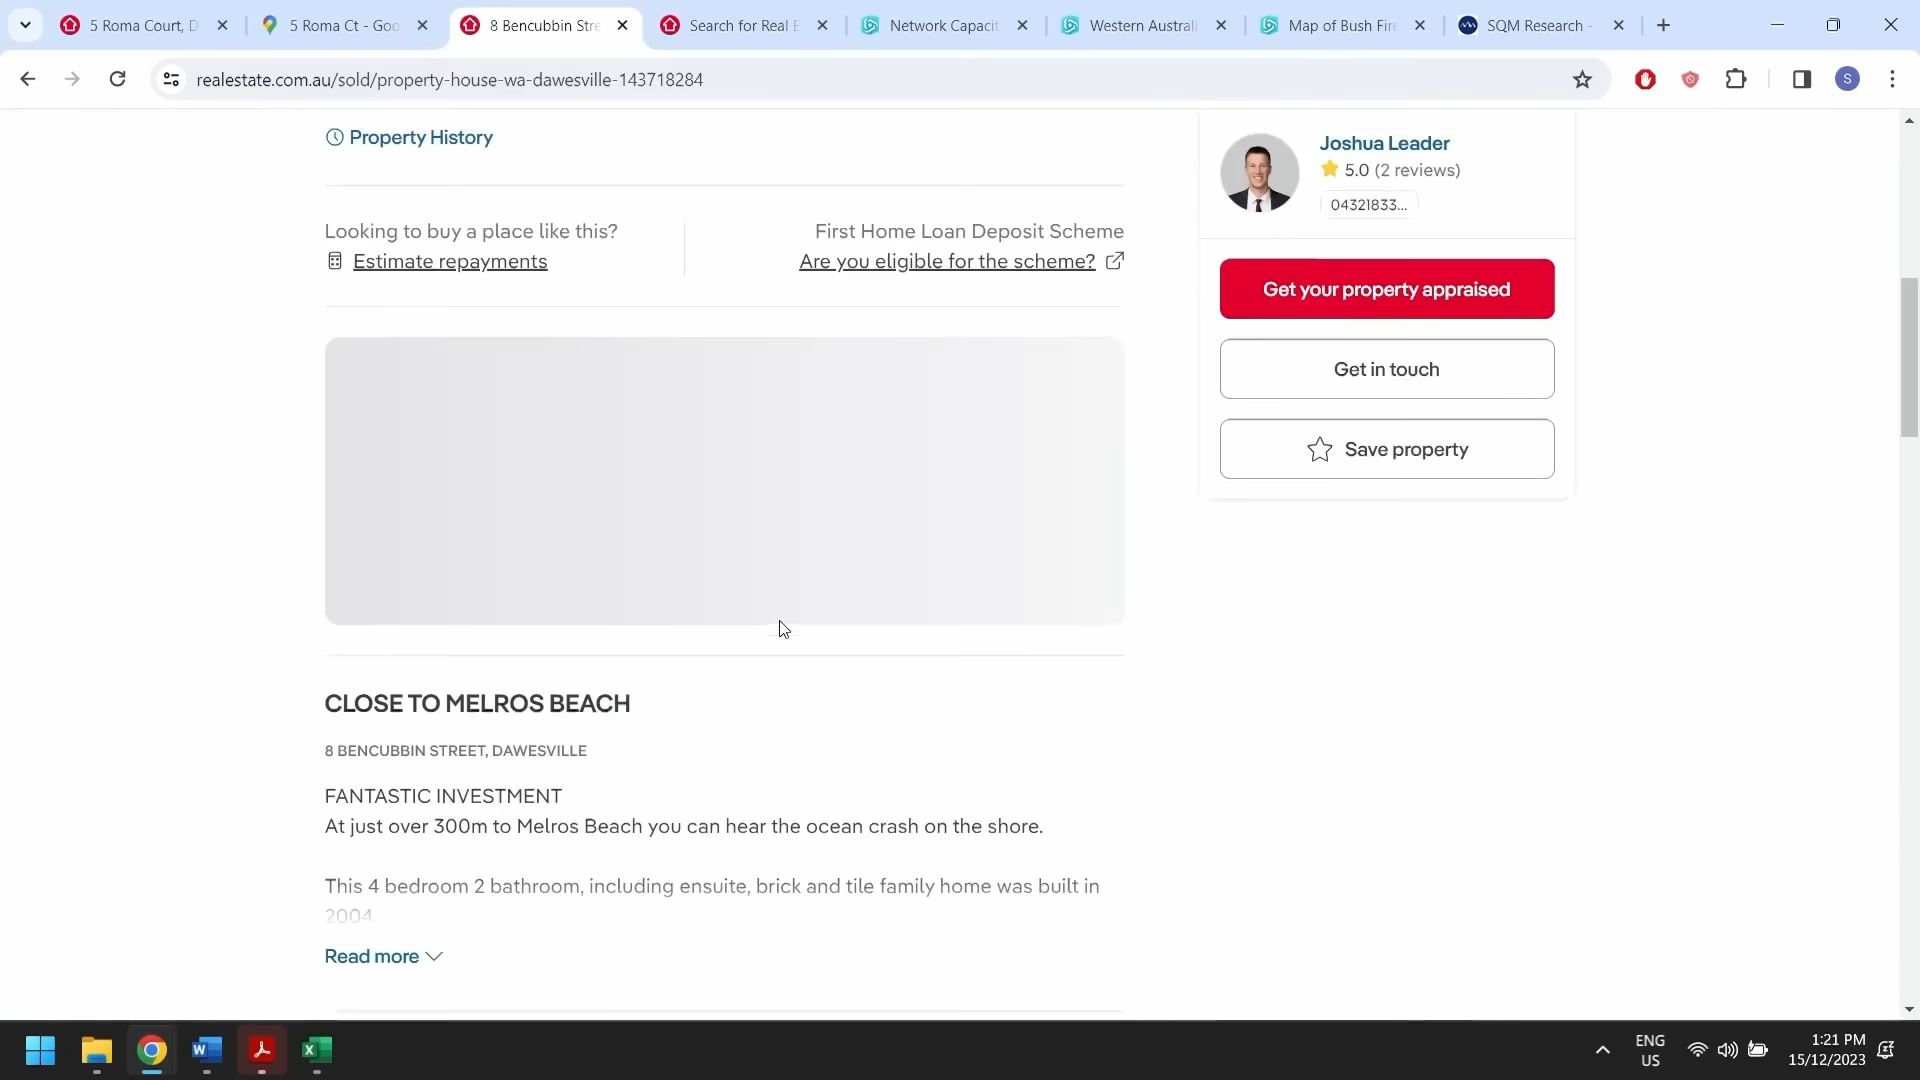 5 Roma Court, D
5 Roma Ct - Goo
8 Bencubbin Stre
Search for Real E
Network Capacit
Western Australi
Map of Bush Fire
SQM Research -
realestate.com.au/sold/property-house-wa-dawesville-143718284
S
Property History
Looking to buy a place like this?
Estimate repayments
First Home Loan Deposit Scheme
Are you eligible for the scheme?
Joshua Leader
5.0 (2 reviews)
04321833...
Get your property appraised
Get in touch
Save property
CLOSE TO MELROS BEACH
8 BENCUBBIN STREET, DAWESVILLE
FANTASTIC INVESTMENT
At just over 300m to Melros Beach you can hear the ocean crash on the shore.
This 4 bedroom 2 bathroom, including ensuite, brick and tile family home was built in
2004
Read more
ENG
US
1:21 PM
15/12/2023